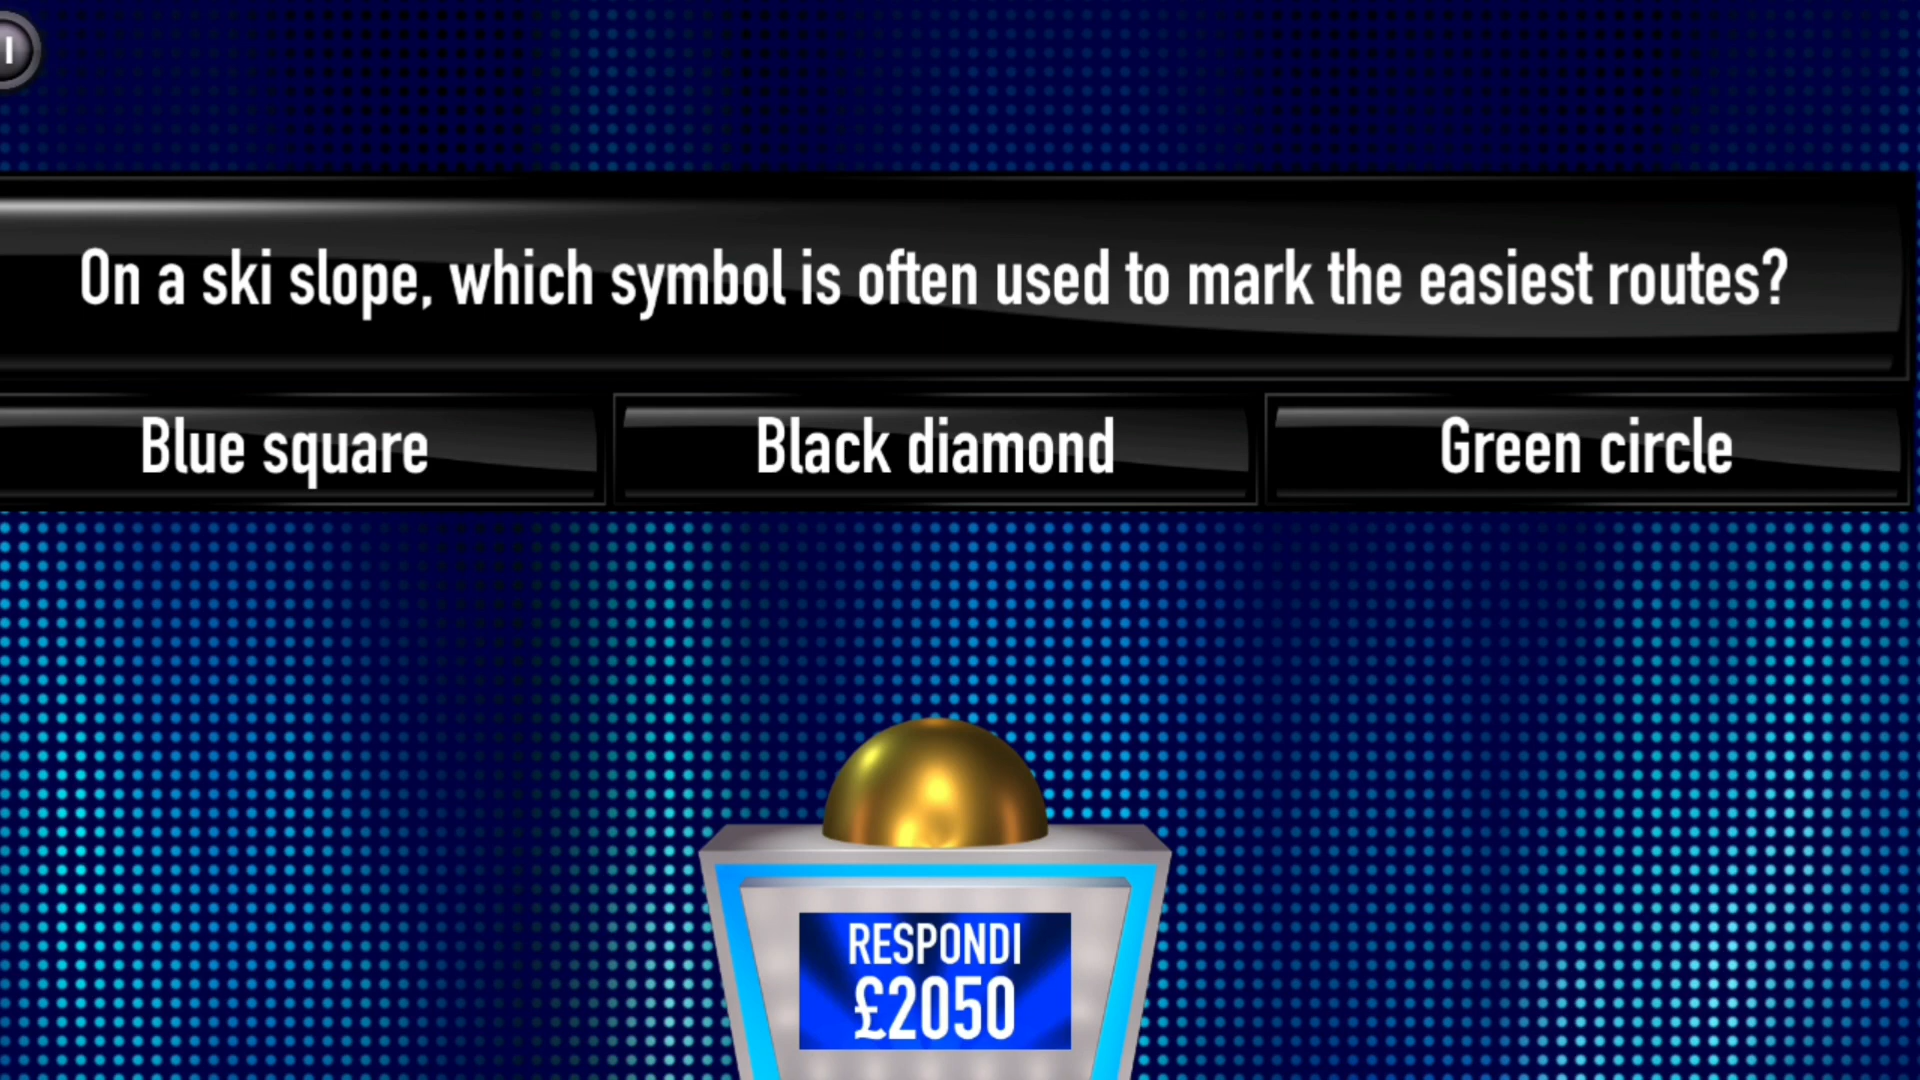 On a ski slope, which symbol is often used to mark the easiest routes?
Blue square
Black diamond
Green circle
RESPONDI
£2050